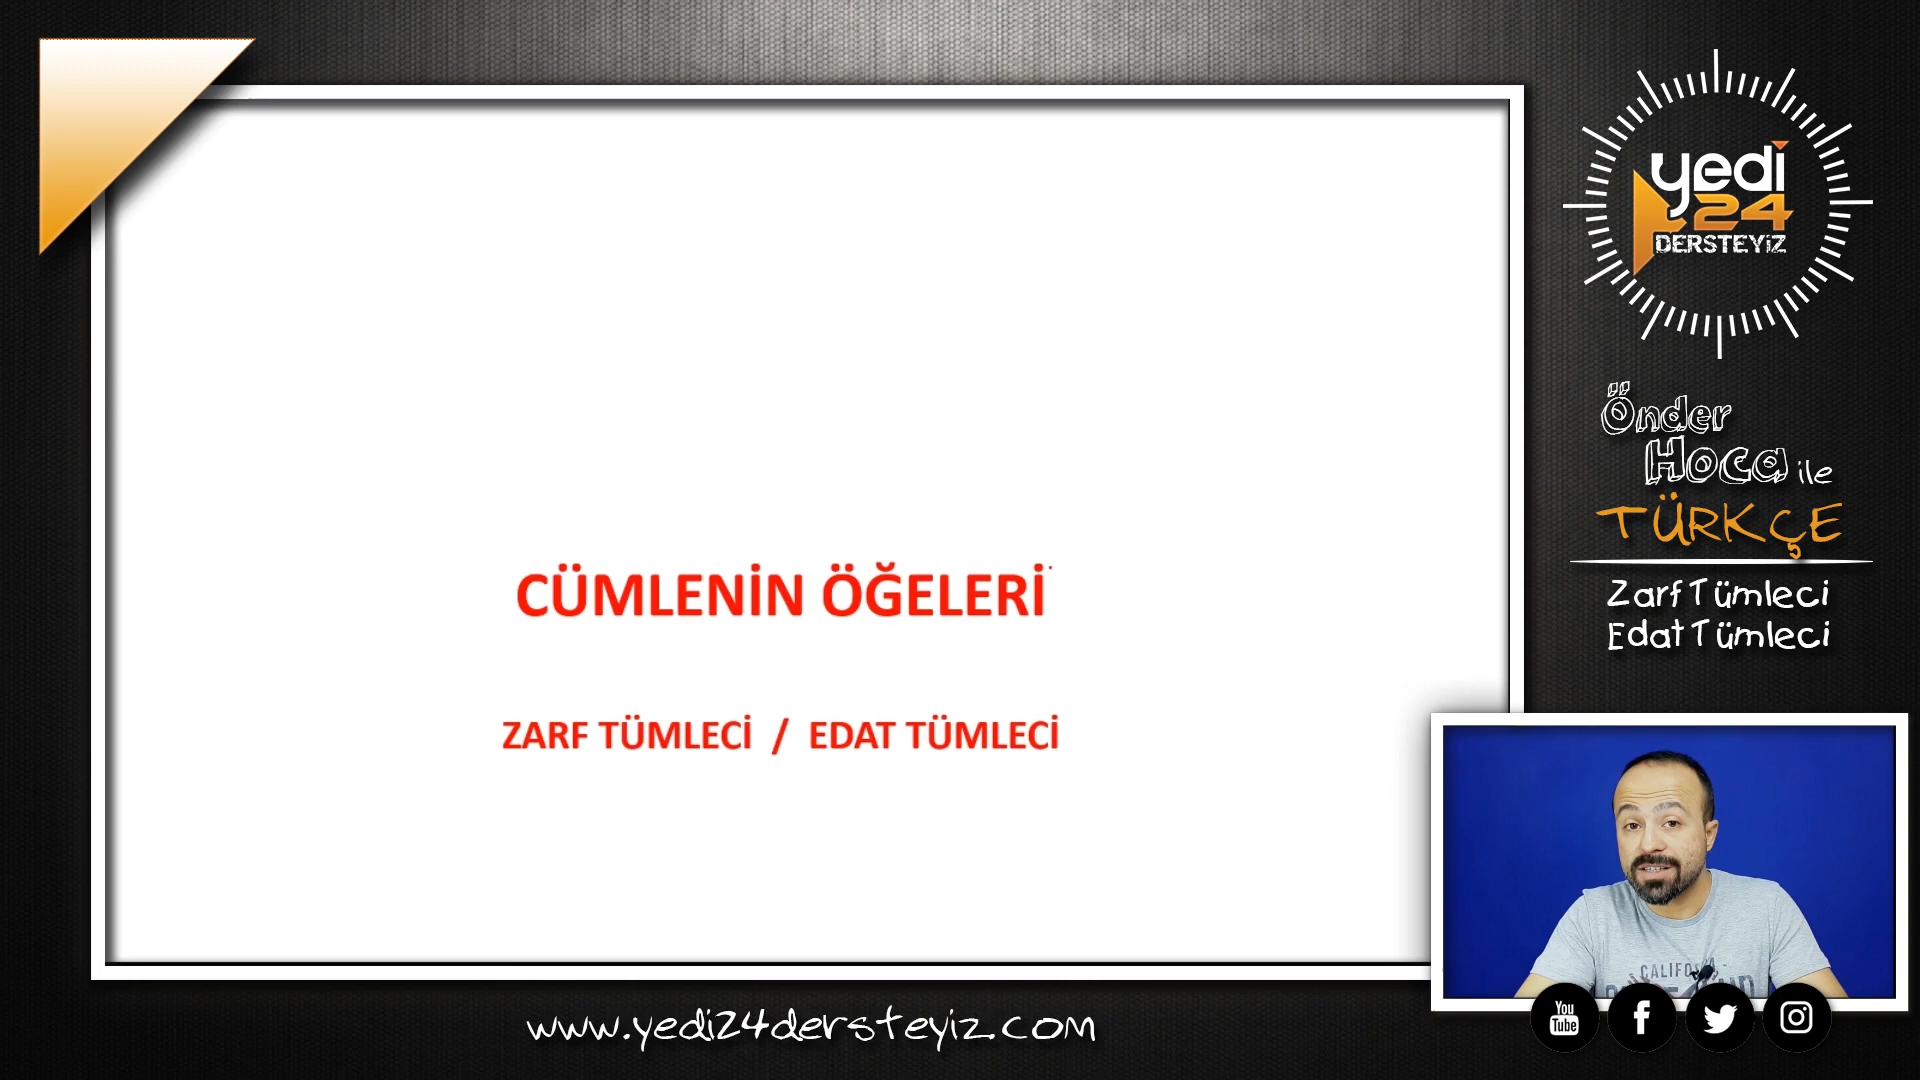 CÜMLENİN ÖĞELERİ
ZARF TÜMLECİ / EDAT TÜMLECİ
yedi
24
DERSTEYİZ
Önder
Hoca ile
TÜRKÇE
Zarf Tümleci
Edat Tümleci
CALIFO
www.yedi24dersteyiz.com
You
Tube